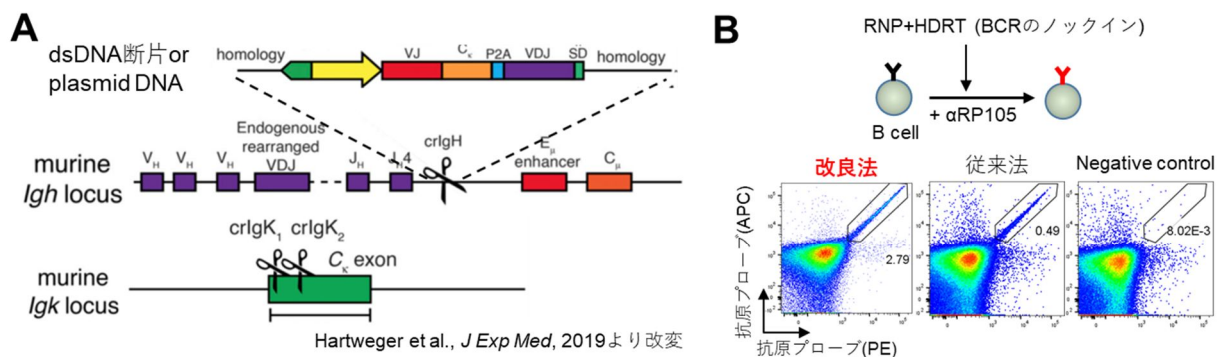 A
dsDNA断片or
plasmid DNA
homology
VJ
Cκ
P2A
VDJ
SD
homology
murine
Igh locus
VH
VH
VH
Endogenous
rearranged
VDJ
JH
JH4
crIgH
Eμ
enhancer
Cμ
murine
Igk locus
crIgK1
crIgK2
Cκ exon
Hartweger et al., J Exp Med, 2019より改変
B
RNP+HDRT (BCRのノックイン)
B cell
+ αRP105
改良法
従来法
Negative control
抗原プローブ(APC)
抗原プローブ(PE)
2.79
0.49
8.02E-3